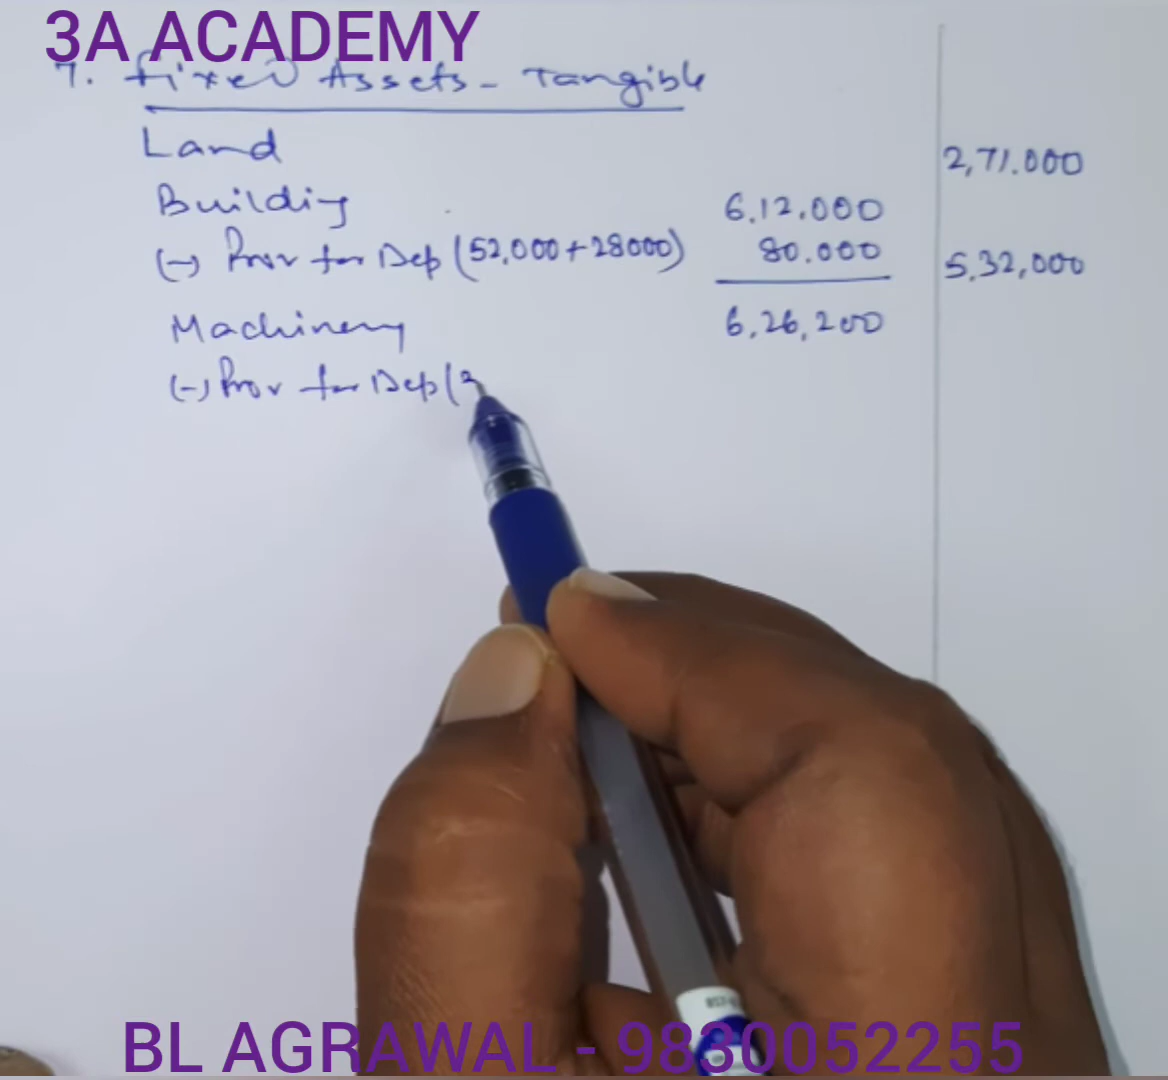 3A ACADEMY
7. Fixed Assets - Tangible
Land 2,71.000
Building 6.12.000
(-) Prov for Dep (52,000+28000) 80.000 5,32,000
Machinery 6,26,200
(-) Prov for Dep (
BL AGRAWAL - 9830052255